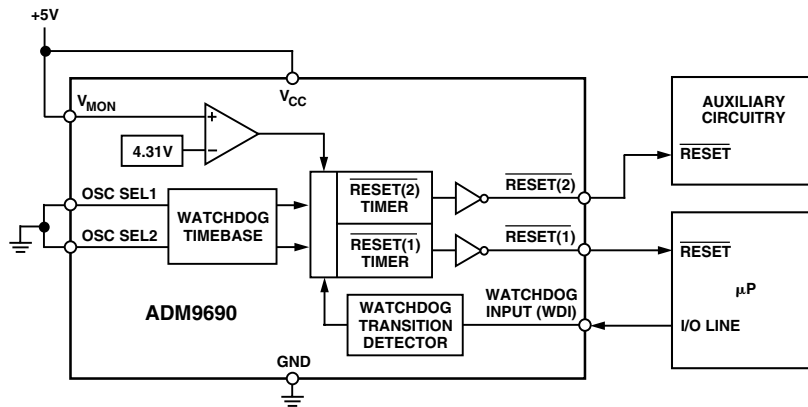 +5V
VMON
VCC
4.31V
+
−
OSC SEL1
OSC SEL2
WATCHDOG
TIMEBASE
RESET(2)
TIMER
RESET(1)
TIMER
RESET(2)
RESET(1)
ADM9690
WATCHDOG
TRANSITION
DETECTOR
WATCHDOG
INPUT (WDI)
GND
AUXILIARY
CIRCUITRY
RESET
RESET
μP
I/O LINE